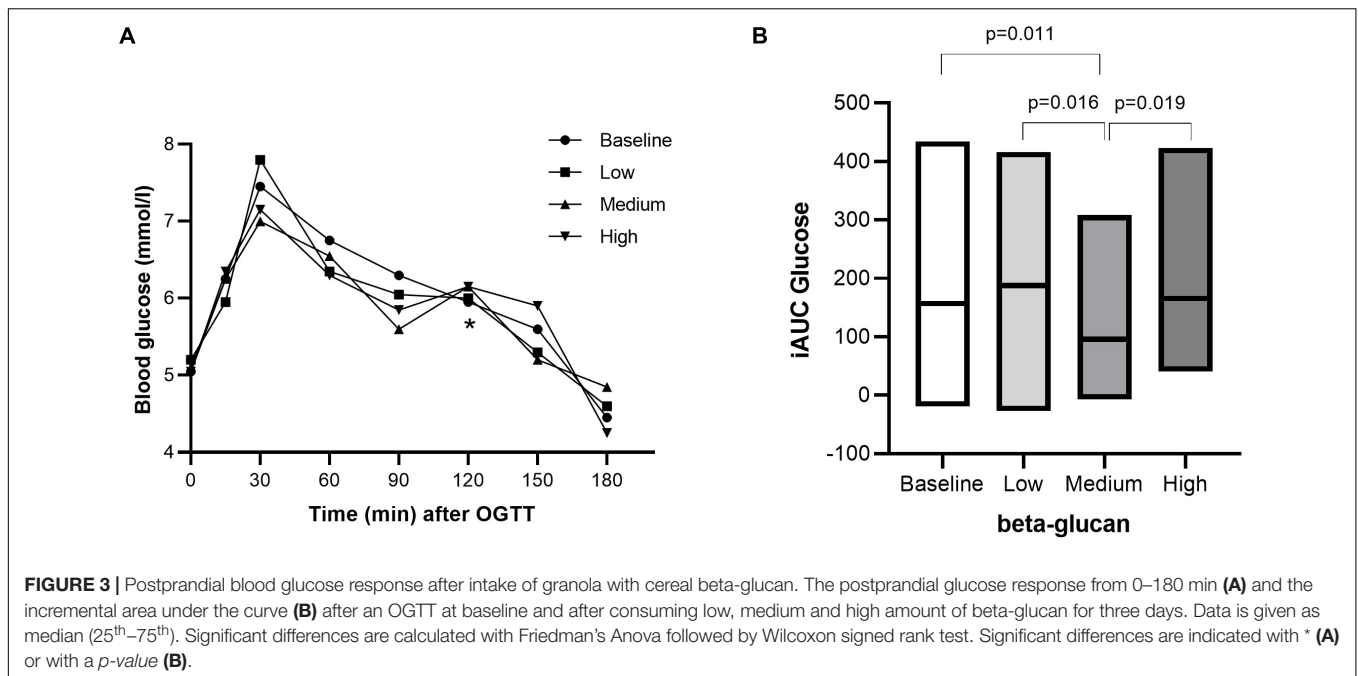 A
Blood glucose (mmol/l)
8
7
6
5
4
0
30
60
90
120
150
180
Time (min) after OGTT
*
Baseline
Low
Medium
High
B
p=0.011
p=0.016
p=0.019
iAUC Glucose
500
400
300
200
100
0
-100
Baseline
Low
Medium
High
beta-glucan
FIGURE 3 | Postprandial blood glucose response after intake of granola with cereal beta-glucan. The postprandial glucose response from 0–180 min (A) and the
incremental area under the curve (B) after an OGTT at baseline and after consuming low, medium and high amount of beta-glucan for three days. Data is given as
median (25th–75th). Significant differences are calculated with Friedman's Anova followed by Wilcoxon signed rank test. Significant differences are indicated with * (A)
or with a p-value (B).